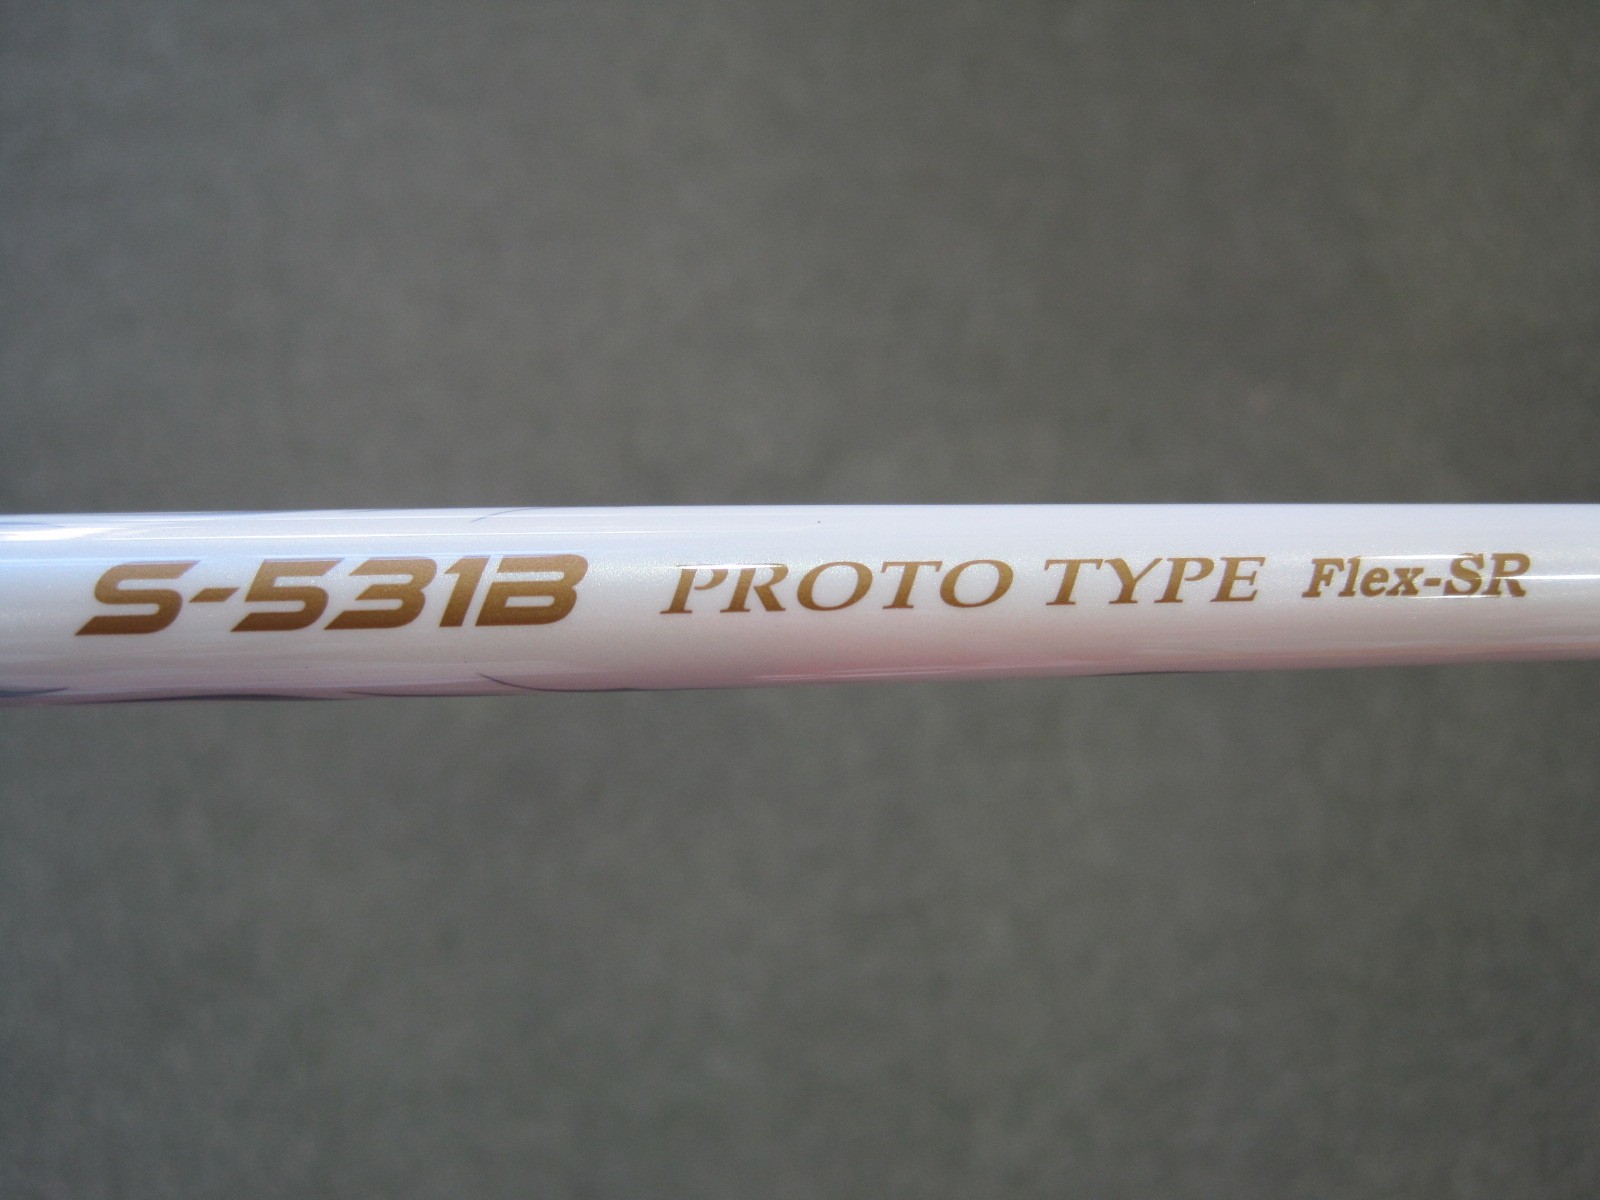 S-531B PROTO TYPE Flex-SR